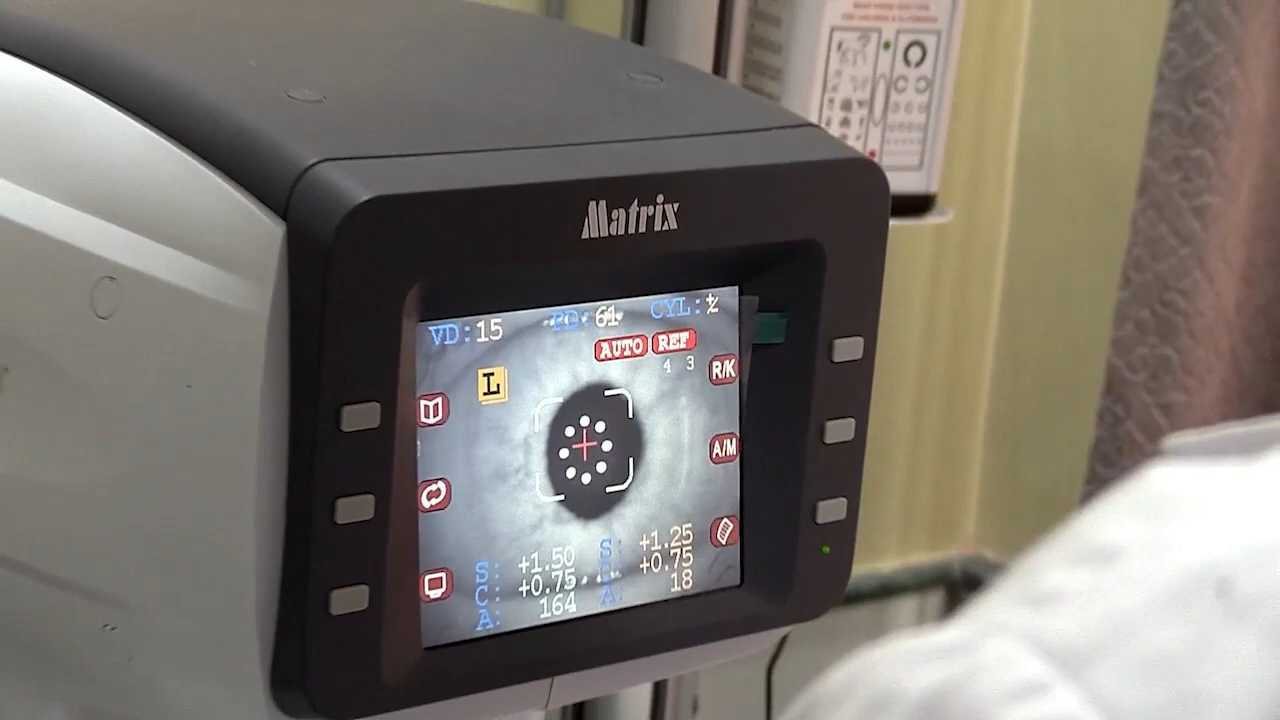 Matrix
VD:15 PD:61 CYL:±
AUTO REF
4 3
L
R/K
A/M
S: +1.50 S: +1.25
C: +0.75 C: +0.75
A: 164 A: 18